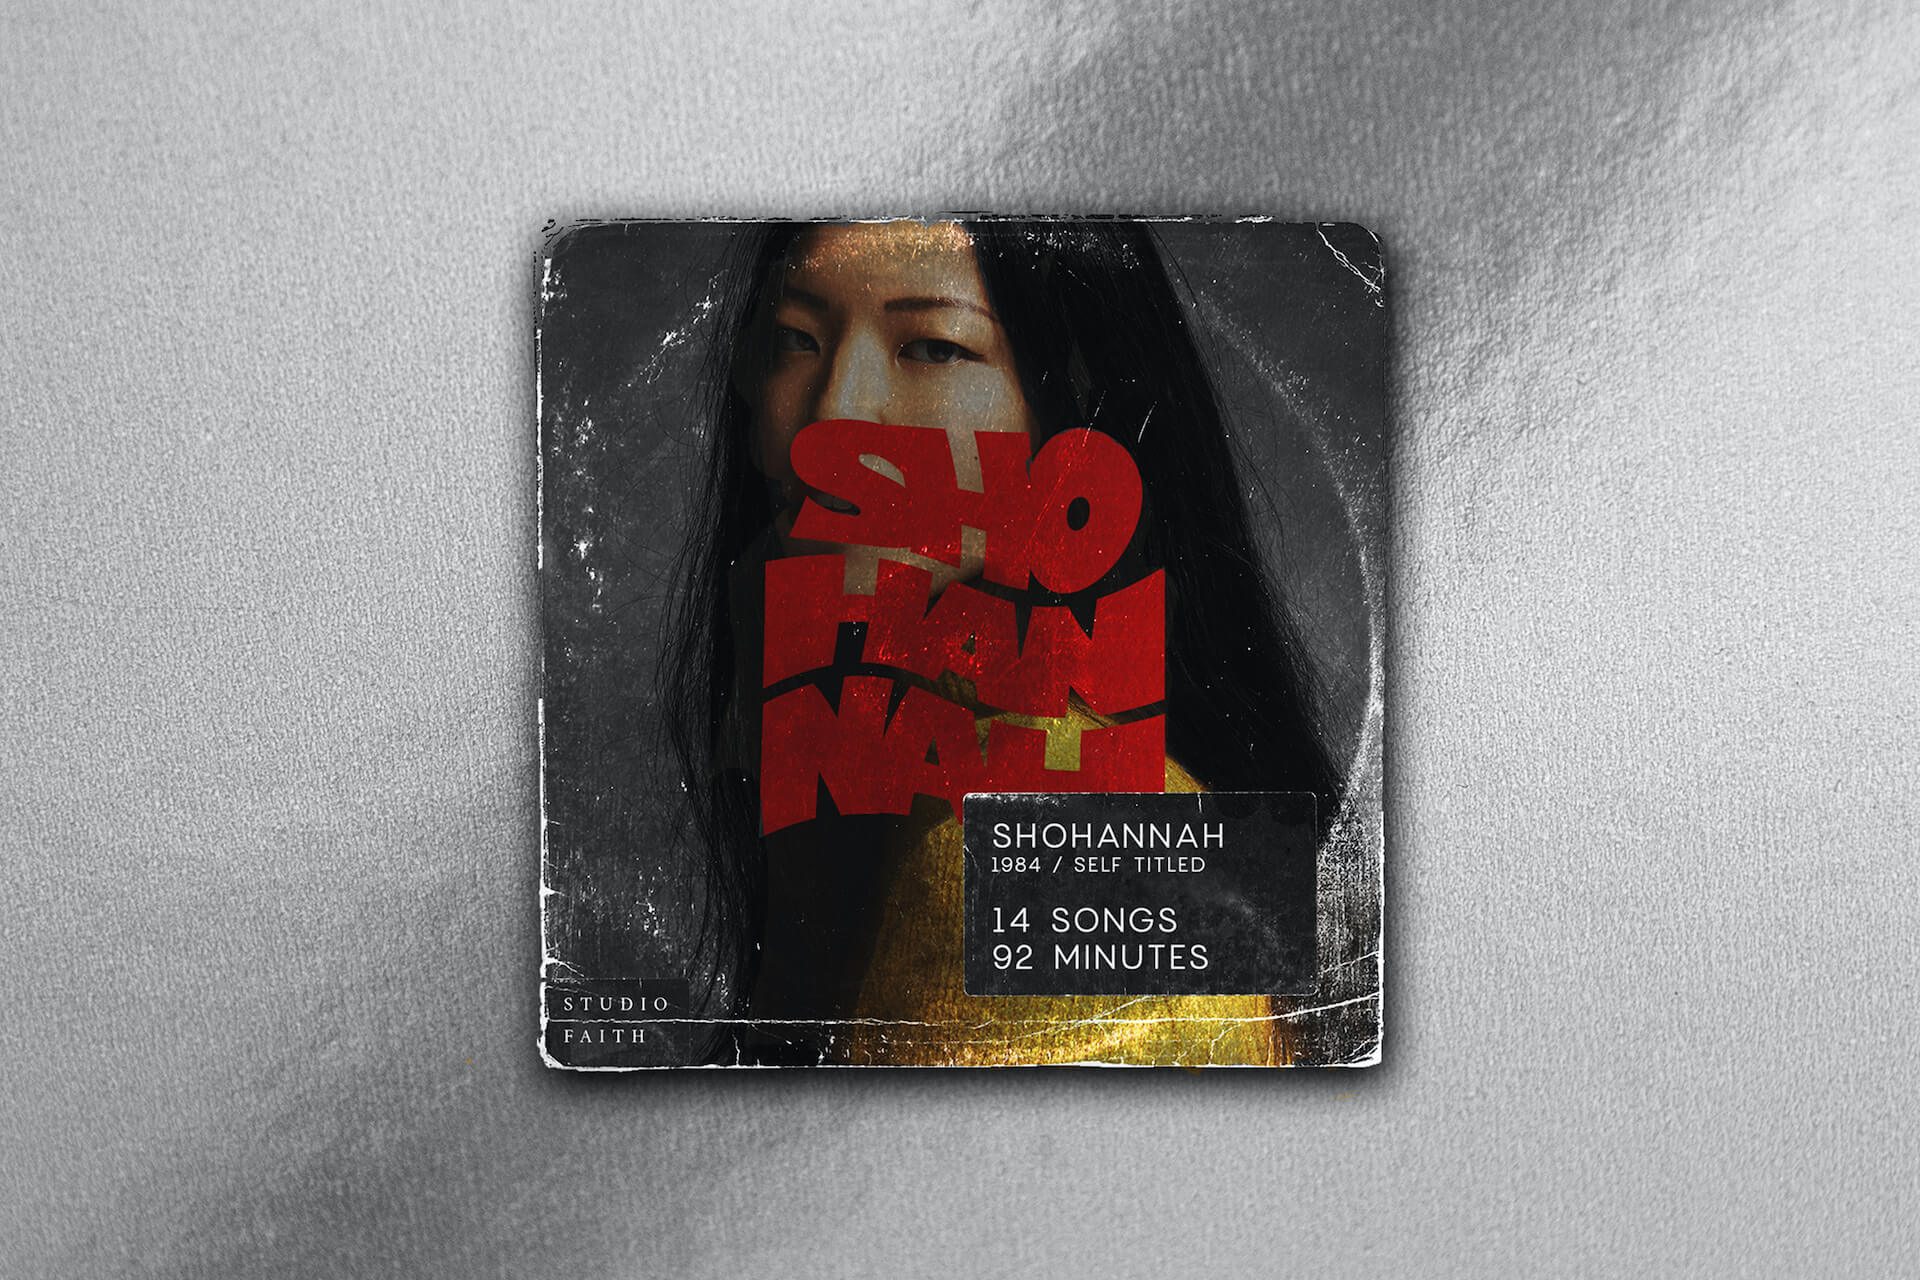 SHO
HAN
NAH
SHOHANNAH
1984 / SELF TITLED
14 SONGS
92 MINUTES
STUDIO
FAITH